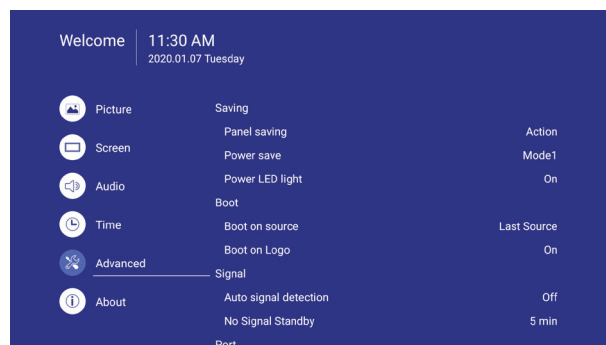 Welcome
11:30 AM
2020.01.07 Tuesday
Picture
Screen
Audio
Time
Advanced
About
Saving
Panel saving Action
Power save Mode1
Power LED light On
Boot
Boot on source Last Source
Boot on Logo On
Signal
Auto signal detection Off
No Signal Standby 5 min
Port